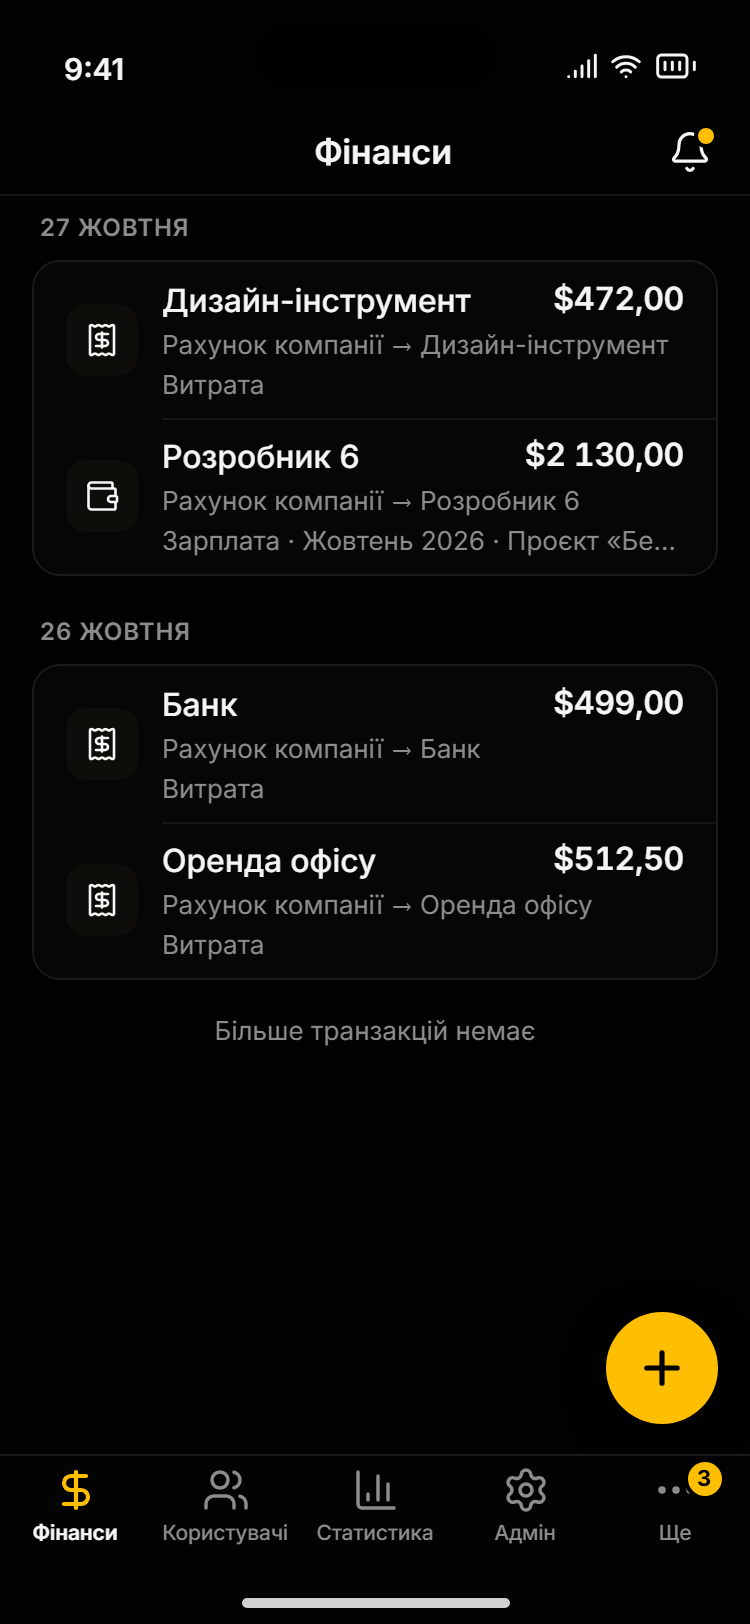 9:41
Фінанси
27 ЖОВТНЯ
Дизайн-інструмент $472,00
Рахунок компанії → Дизайн-інструмент
Витрата
Розробник 6 $2 130,00
Рахунок компанії → Розробник 6
Зарплата · Жовтень 2026 · Проєкт «Бе...
26 ЖОВТНЯ
Банк $499,00
Рахунок компанії → Банк
Витрата
Оренда офісу $512,50
Рахунок компанії → Оренда офісу
Витрата
Більше транзакцій немає
3
Фінанси Користувачі Статистика Адмін Ще